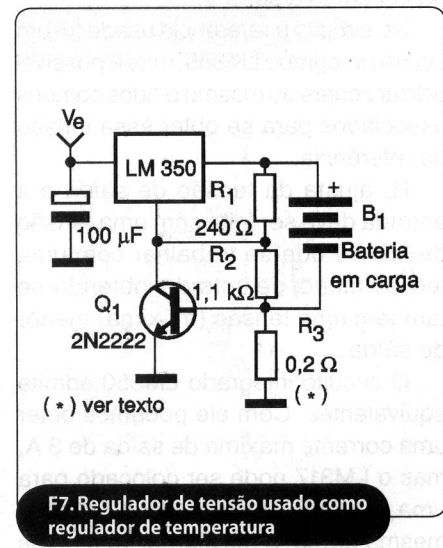 Ve
LM 350
R1
+
B1
100 µF
240 Ω
Bateria
em carga
R2
Q1
2N2222
1,1 kΩ
R3
0,2 Ω
(*)
(*) ver texto
F7. Regulador de tensão usado como
regulador de temperatura